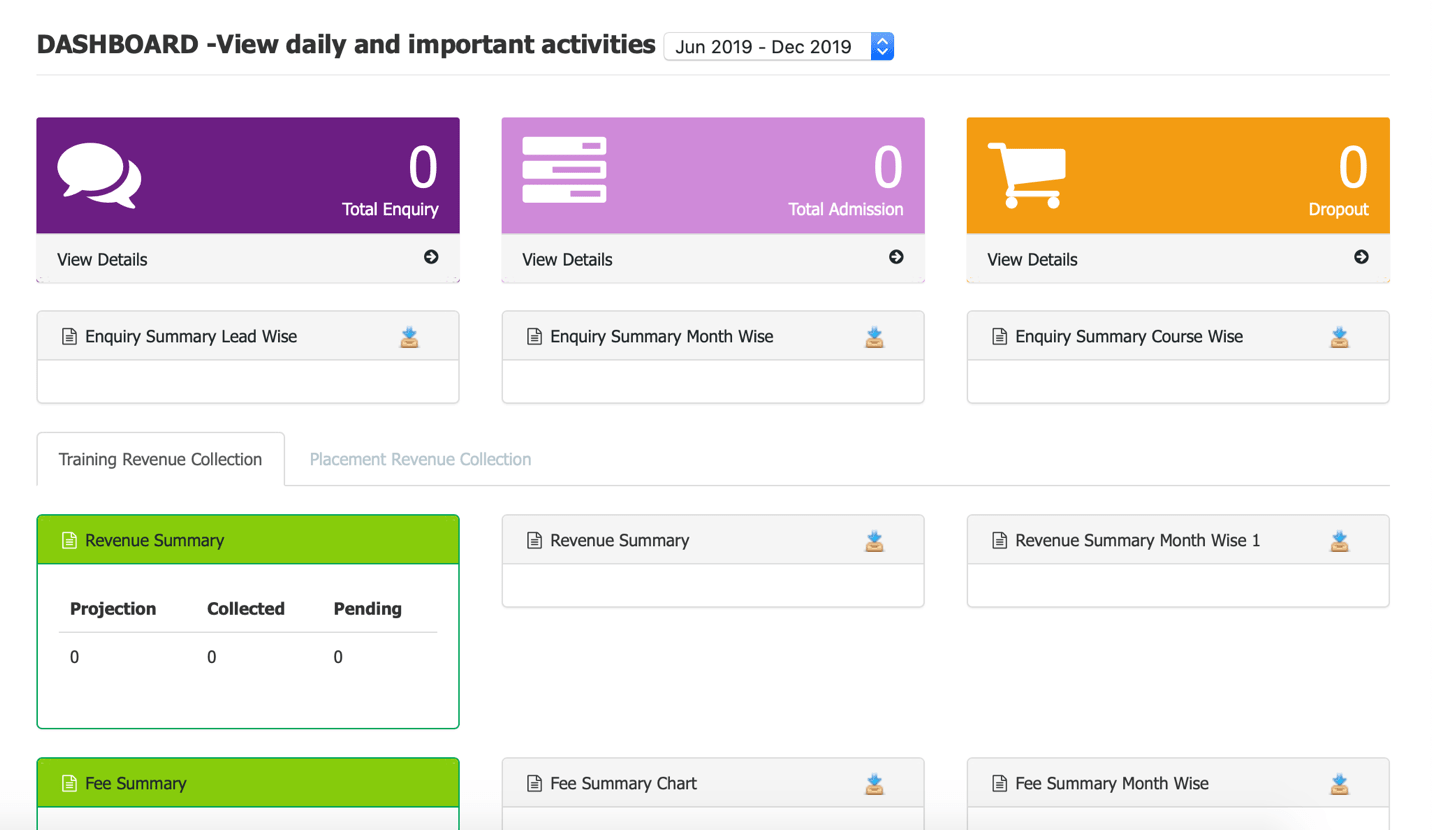 DASHBOARD -View daily and important activities Jun 2019 - Dec 2019
0 0 0
Total Enquiry Total Admission Dropout
View Details View Details View Details
Enquiry Summary Lead Wise Enquiry Summary Month Wise Enquiry Summary Course Wise
Training Revenue Collection Placement Revenue Collection
Revenue Summary Revenue Summary Revenue Summary Month Wise 1
Projection Collected Pending
0 0 0
Fee Summary Fee Summary Chart Fee Summary Month Wise